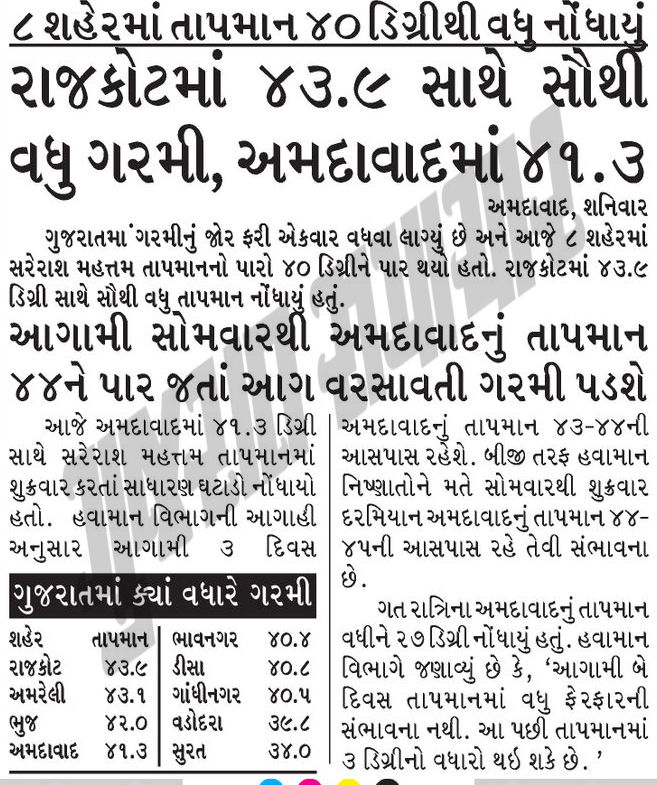 ૮ શહેરમાં તાપમાન ૪૦ ડિગ્રીથી વધુ નોંધાયું
રાજકોટમાં ૪૩.૯ સાથે સૌથી
વધુ ગરમી, અમદાવાદમાં ૪૧.૩
અમદાવાદ, શનિવાર
ગુજરાતમાં ગરમીનું જોર ફરી એકવાર વધવા લાગ્યું છે અને આજે ૮ શહેરમાં
સરેરાશ મહત્તમ તાપમાનનો પારો ૪૦ ડિગ્રીને પાર થયો હતો. રાજકોટમાં ૪૩.૯
ડિગ્રી સાથે સૌથી વધુ તાપમાન નોંધાયું હતું.
આગામી સોમવારથી અમદાવાદનું તાપમાન
૪૪ને પાર જતાં આગ વરસાવતી ગરમી પડશે
આજે અમદાવાદમાં ૪૧.૩ ડિગ્રી
સાથે સરેરાશ મહત્તમ તાપમાનમાં
શુક્રવાર કરતાં સાધારણ ઘટાડો નોંધાયો
હતો. હવામાન વિભાગની આગાહી
અનુસાર આગામી ૩ દિવસ
ગુજરાતમાં ક્યાં વધારે ગરમી
શહેર તાપમાન
રાજકોટ ૪૩.૯
અમરેલી ૪૩.૧
ભુજ ૪૨.૦
અમદાવાદ ૪૧.૩
ભાવનગર ૪૦.૪
ડીસા ૪૦.૮
ગાંધીનગર ૪૦.૫
વડોદરા ૩૯.૮
સુરત ૩૪.૦
અમદાવાદનું તાપમાન ૪૩-૪૪ની
આસપાસ રહેશે. બીજી તરફ હવામાન
નિષ્ણાતોને મતે સોમવારથી શુક્રવાર
દરમિયાન અમદાવાદનું તાપમાન ૪૪-
૪૫ની આસપાસ રહે તેવી સંભાવના
છે.
ગત રાત્રિના અમદાવાદનું તાપમાન
વધીને ૨૭ ડિગ્રી નોંધાયું હતું. હવામાન
વિભાગે જણાવ્યું છે કે, ‘આગામી બે
દિવસ તાપમાનમાં વધુ ફેરફારની
સંભાવના નથી. આ પછી તાપમાનમાં
૩ ડિગ્રીનો વધારો થઇ શકે છે. ’
ગુજરાત સમાચાર